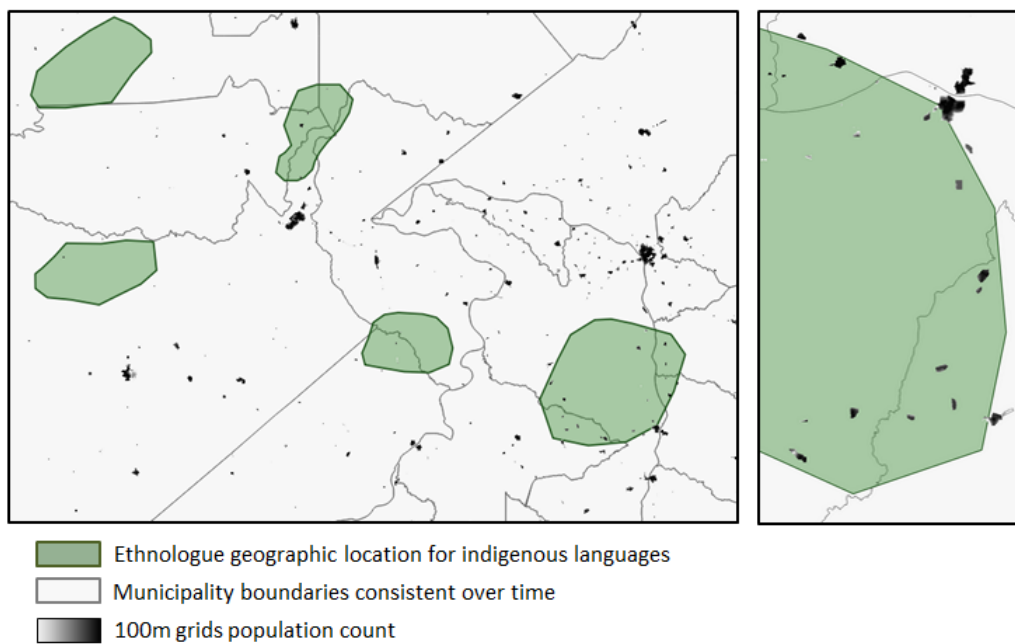 Ethnologue geographic location for indigenous languages
Municipality boundaries consistent over time
100m grids population count